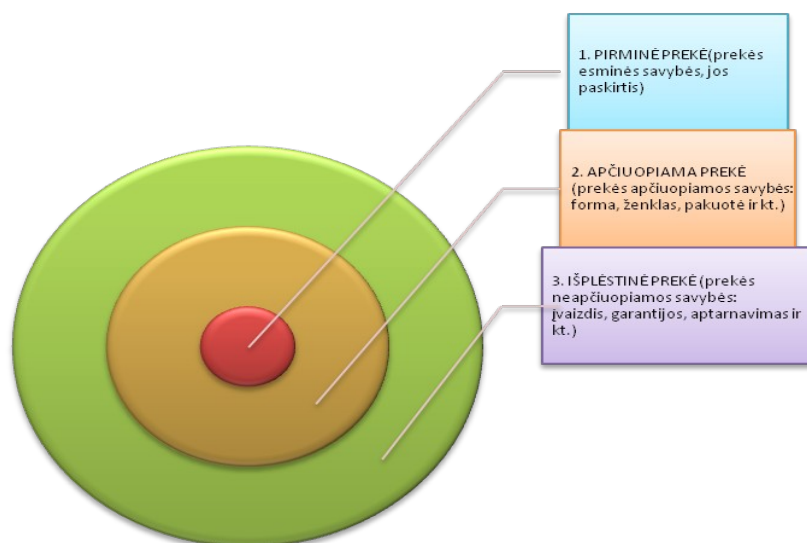 1. PIRMINĖ PREKĖ(prekės
esminės savybės, jos
paskirtis)
2. APČIUOPIAMA PREKĖ
(prekės apčiuopiamos savybės:
forma, ženklas, pakuotė ir kt.)
3. IŠPLĖSTINĖ PREKĖ (prekės
neapčiuopiamos savybės:
įvaizdis, garantijos, aptarnavimas ir
kt.)